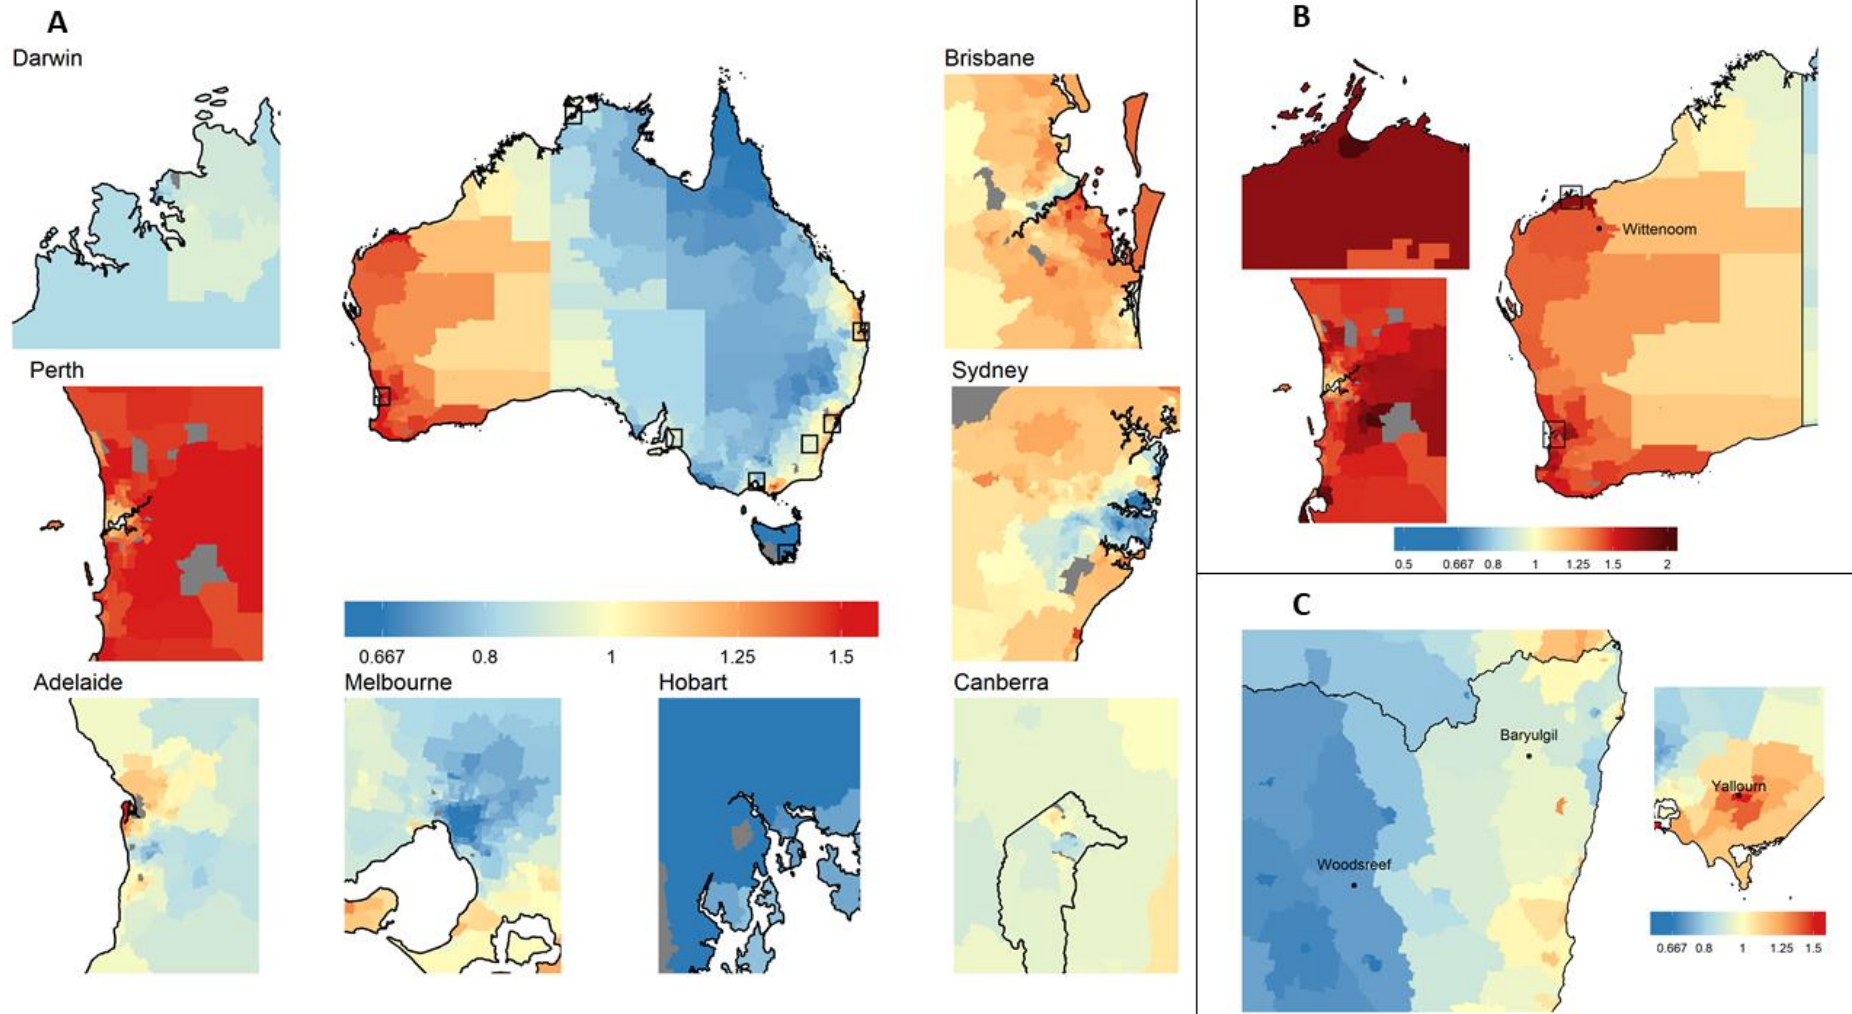 A
Darwin
Brisbane
Perth
Sydney
0.667 0.8 1 1.25 1.5
Adelaide
Melbourne
Hobart
Canberra
B
Wittenoom
0.5 0.667 0.8 1 1.25 1.5 2
C
Baryulgil
Yallourn
Woodsreef
0.667 0.8 1 1.25 1.5